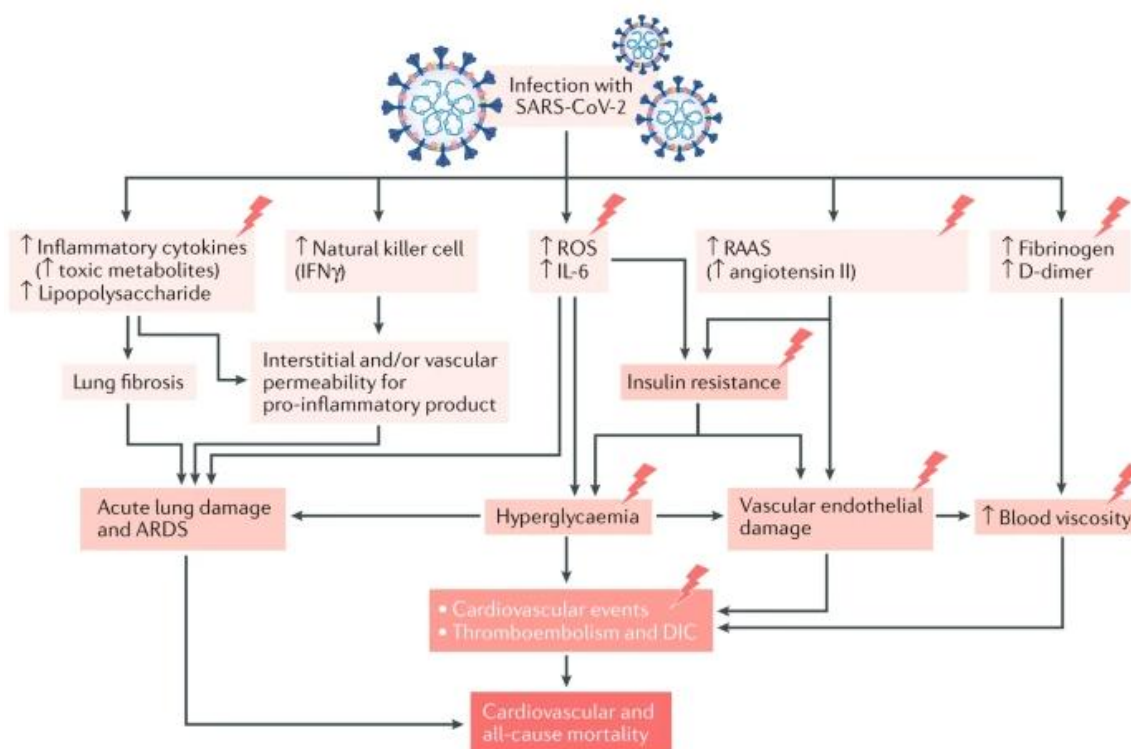 Infection with
SARS-CoV-2
↑ Inflammatory cytokines
(↑ toxic metabolites)
↑ Lipopolysaccharide
↑ Natural killer cell
(IFNγ)
↑ ROS
↑ IL-6
↑ RAAS
(↑ angiotensin II)
↑ Fibrinogen
↑ D-dimer
Lung fibrosis
Interstitial and/or vascular
permeability for
pro-inflammatory product
Insulin resistance
Acute lung damage
and ARDS
Hyperglycaemia
Vascular endothelial
damage
↑ Blood viscosity
• Cardiovascular events
• Thromboembolism and DIC
Cardiovascular and
all-cause mortality